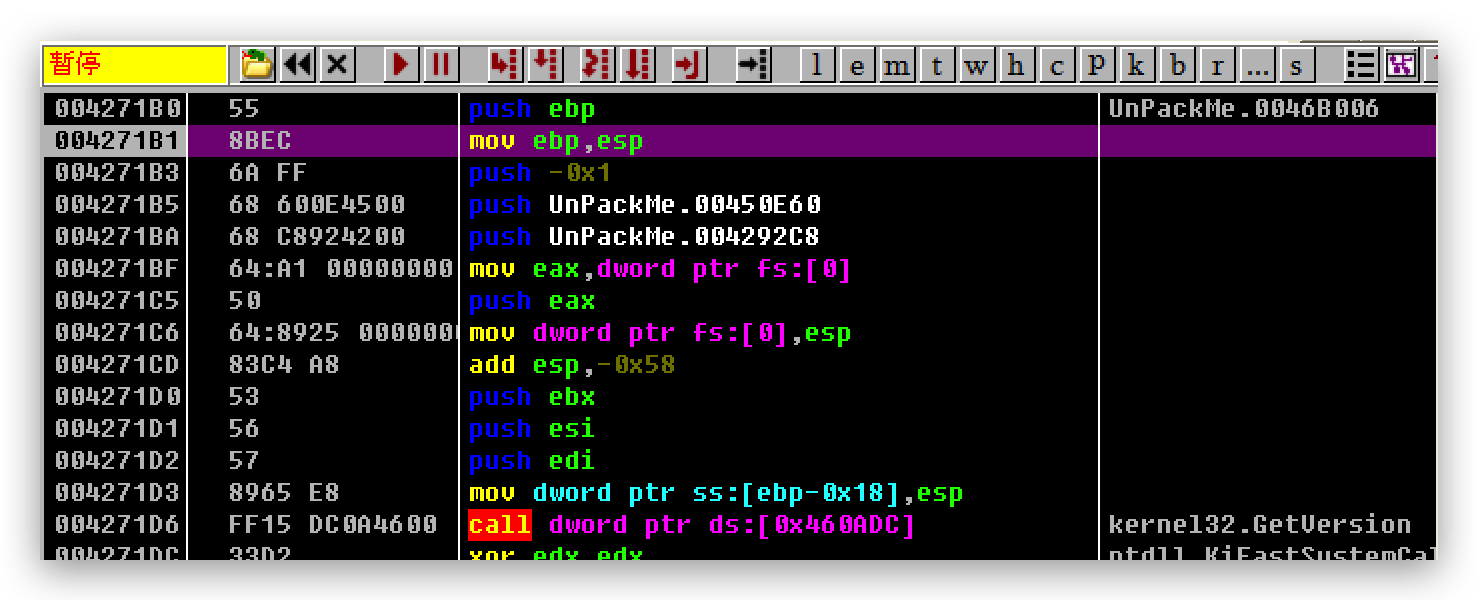 暂停 l e m t w h c p k b r ... s
004271B0 55 push ebp UnPackMe.0046B006
004271B1 8BEC mov ebp,esp
004271B3 6A FF push -0x1
004271B5 68 600E4500 push UnPackMe.00450E60
004271BA 68 C8924200 push UnPackMe.004292C8
004271BF 64:A1 00000000 mov eax,dword ptr fs:[0]
004271C5 50 push eax
004271C6 64:8925 000000 mov dword ptr fs:[0],esp
004271CD 83C4 A8 add esp,-0x58
004271D0 53 push ebx
004271D1 56 push esi
004271D2 57 push edi
004271D3 8965 E8 mov dword ptr ss:[ebp-0x18],esp
004271D6 FF15 DC0A4600 call dword ptr ds:[0x460ADC] kernel32.GetVersion
004271DC 33D2 xor edx,edx ntdll.KiFastSystemCal